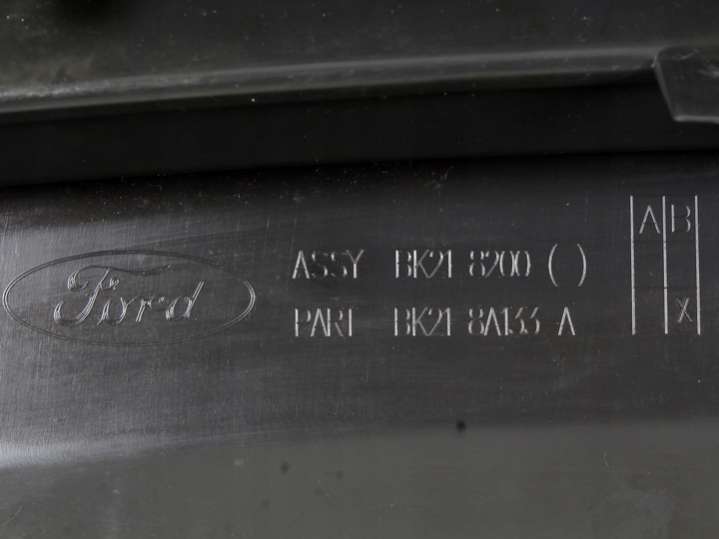 Ford
ASSY BK21 8200 ( )
PART BK21 8A133 A
A B
X